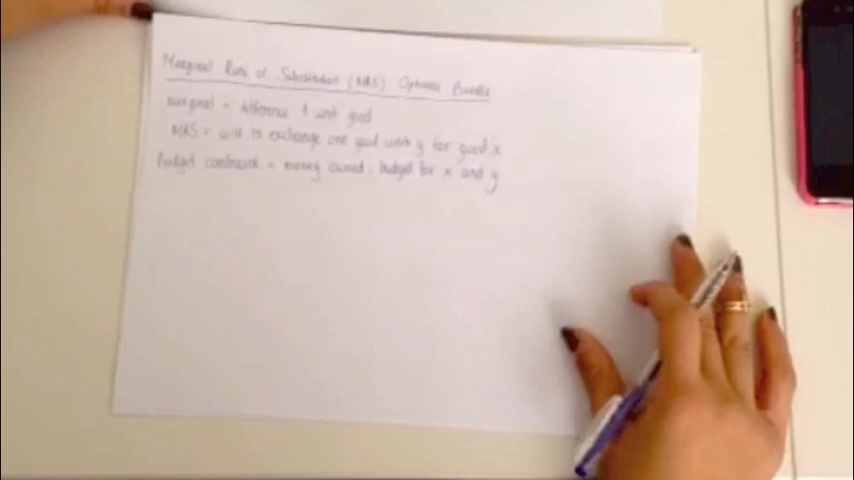 Marginal Rate of Substitution (MRS) Optimal Bundle
marginal = difference 1 unit good
MRS = will to exchange one good unit y for good x
Budget constraint = money owned, budget for x and y